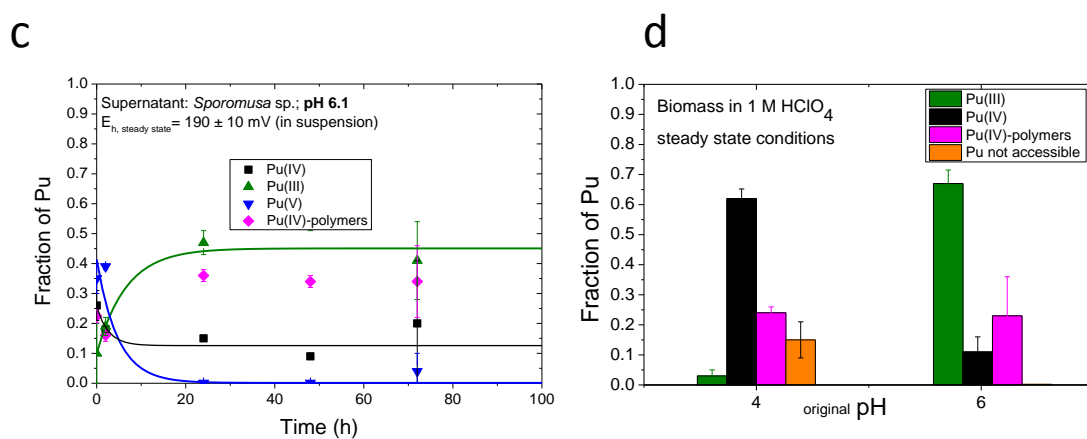 c
Fraction of Pu
1.0
0.9
0.8
0.7
0.6
0.5
0.4
0.3
0.2
0.1
0.0
Supernatant: Sporomusa sp.; pH 6.1
Eh, steady state= 190 ± 10 mV (in suspension)
Pu(IV)
Pu(III)
Pu(V)
Pu(IV)-polymers
0 20 40 60 80 100
Time (h)
d
Fraction of Pu
1.0
0.9
0.8
0.7
0.6
0.5
0.4
0.3
0.2
0.1
0.0
Biomass in 1 M HClO4
steady state conditions
Pu(III)
Pu(IV)
Pu(IV)-polymers
Pu not accessible
4 6
original pH